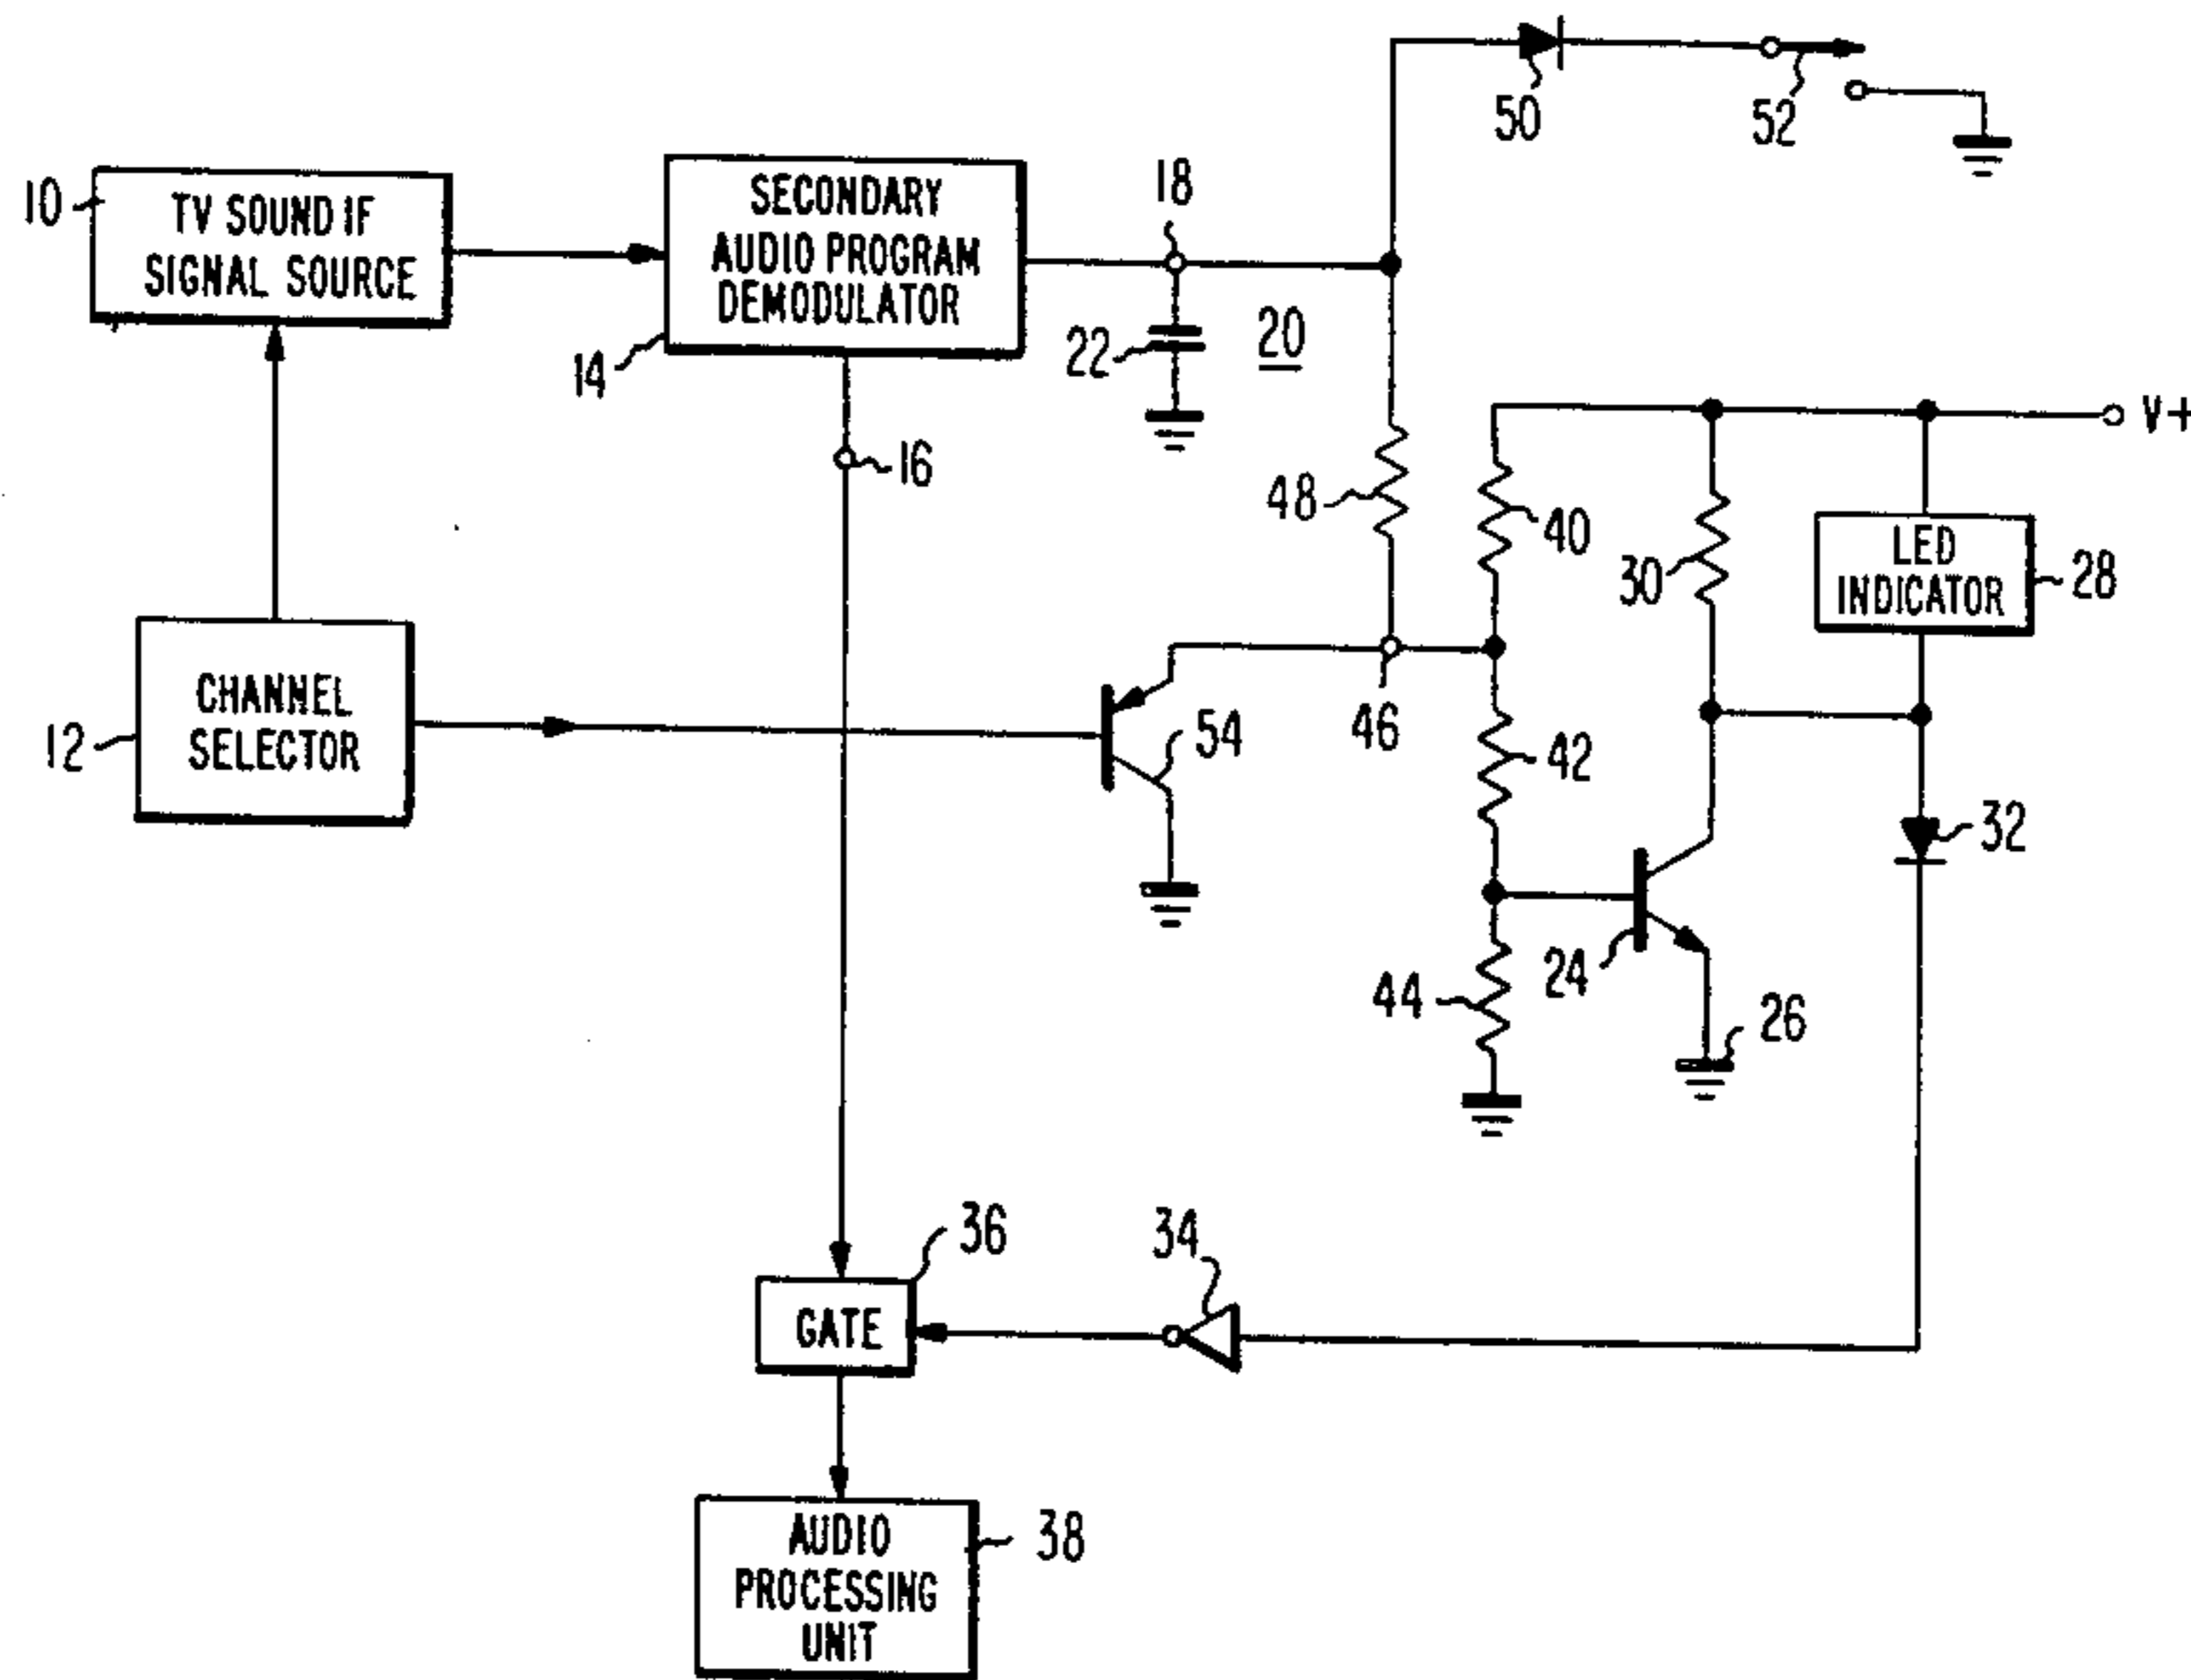 50
52
10
TV SOUND IF
SIGNAL SOURCE
SECONDARY
AUDIO PROGRAM
DEMODULATOR
14
18
22
20
16
V+
48
40
30
LED
INDICATOR
28
CHANNEL
SELECTOR
12
54
46
42
32
24
44
26
36
34
GATE
AUDIO
PROCESSING
UNIT
38